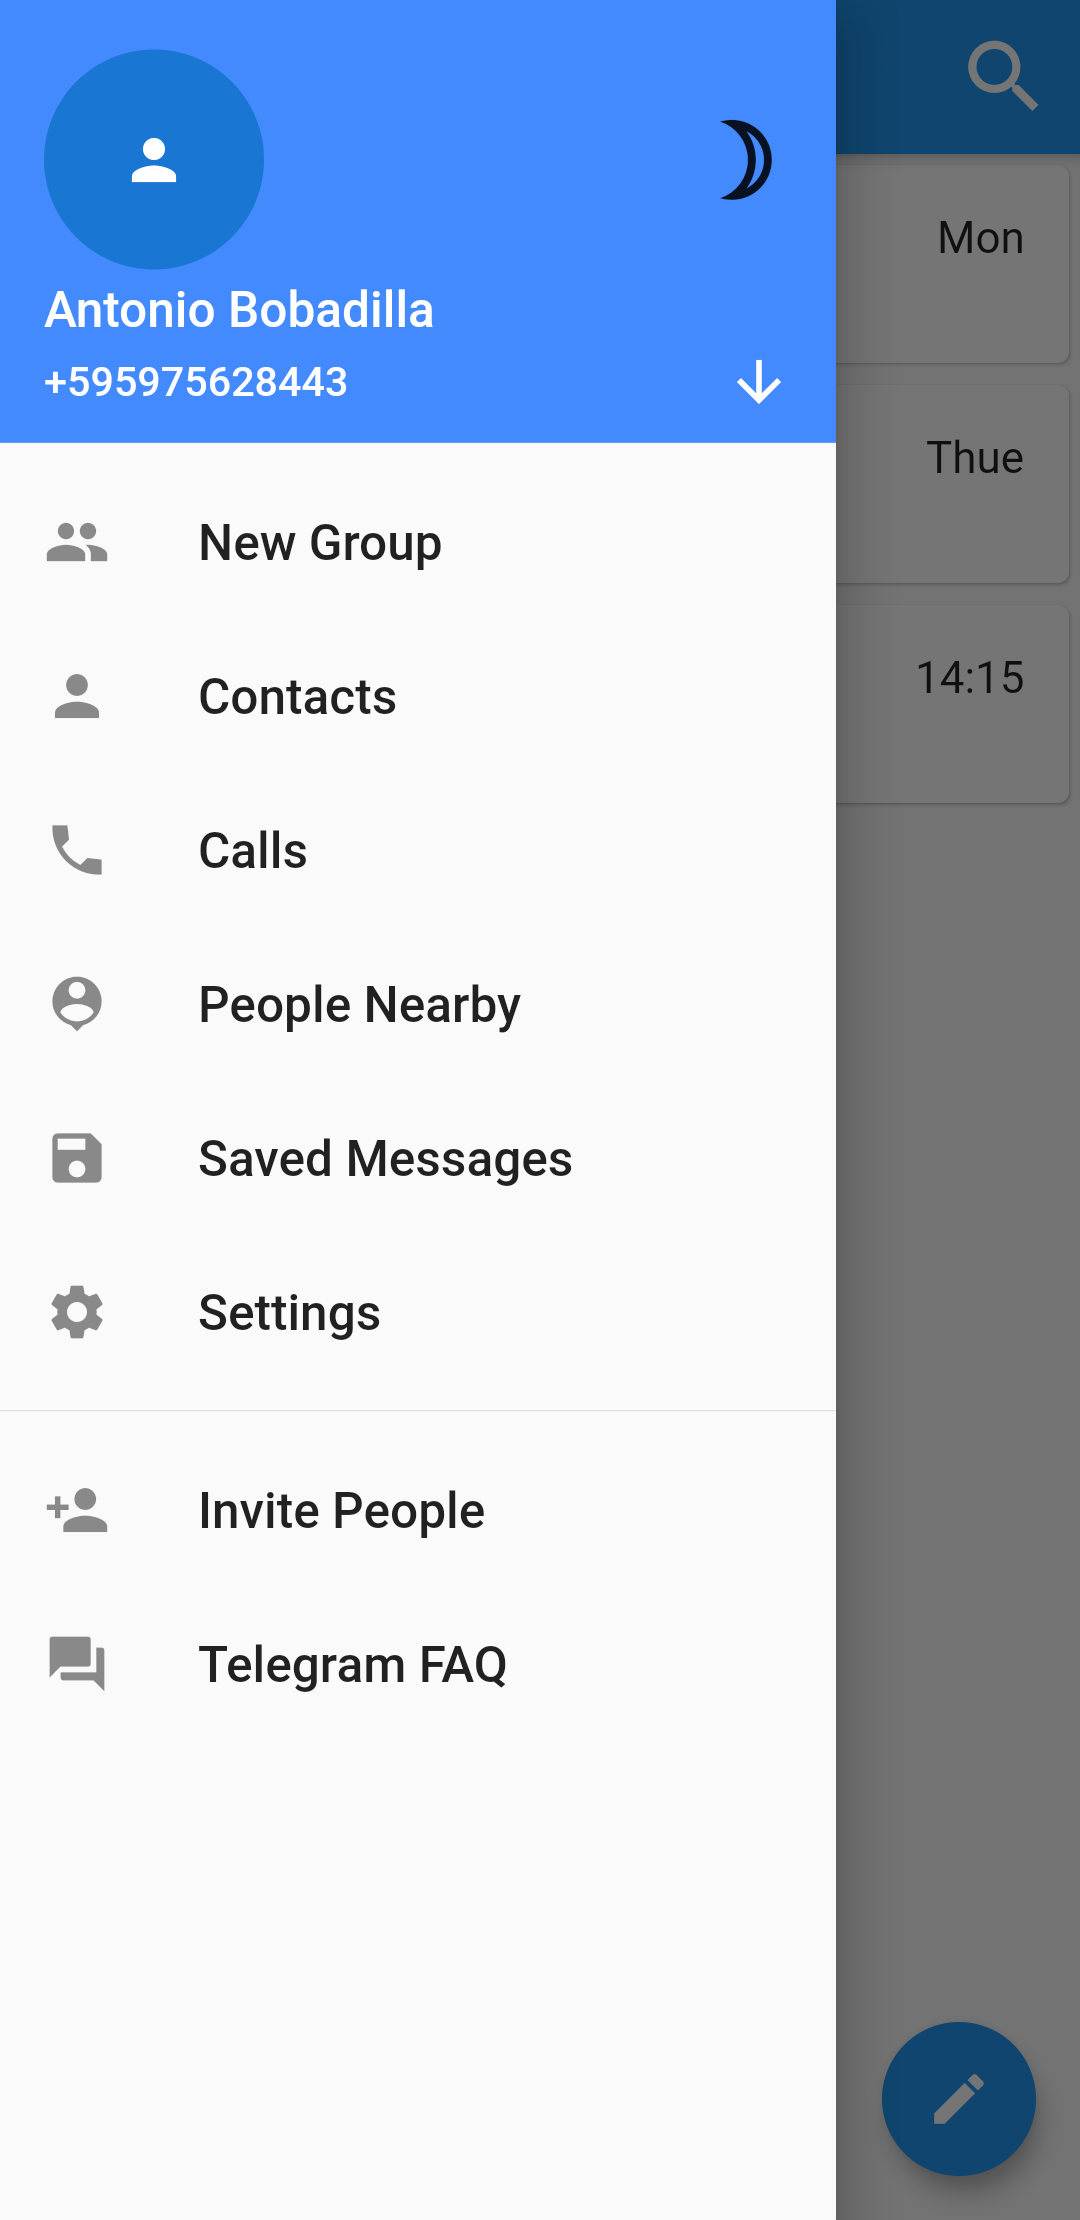 Antonio Bobadilla
+595975628443
New Group
Contacts
Calls
People Nearby
Saved Messages
Settings
Invite People
Telegram FAQ
Mon
Thue
14:15